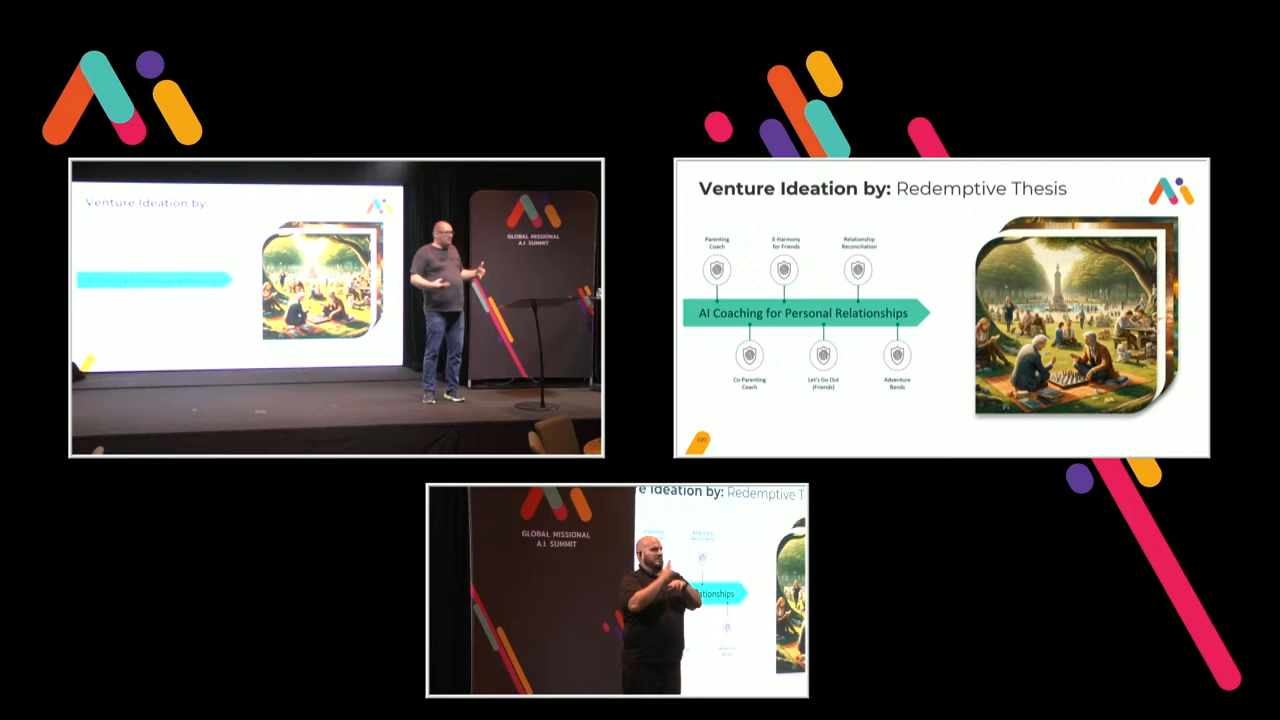 Venture Ideation by:
GLOBAL MISSIONAL
A.I. SUMMIT
Venture Ideation by: Redemptive Thesis
Parenting
Coach
E-Harmony
for Friends
Relationship
Reconciliation
AI Coaching for Personal Relationships
Co-Parenting
Coach
Let's Go Out
(Friends)
Adventure
Bands
re Ideation by: Redemptive T
GLOBAL MISSIONAL
A.I. SUMMIT
ationships